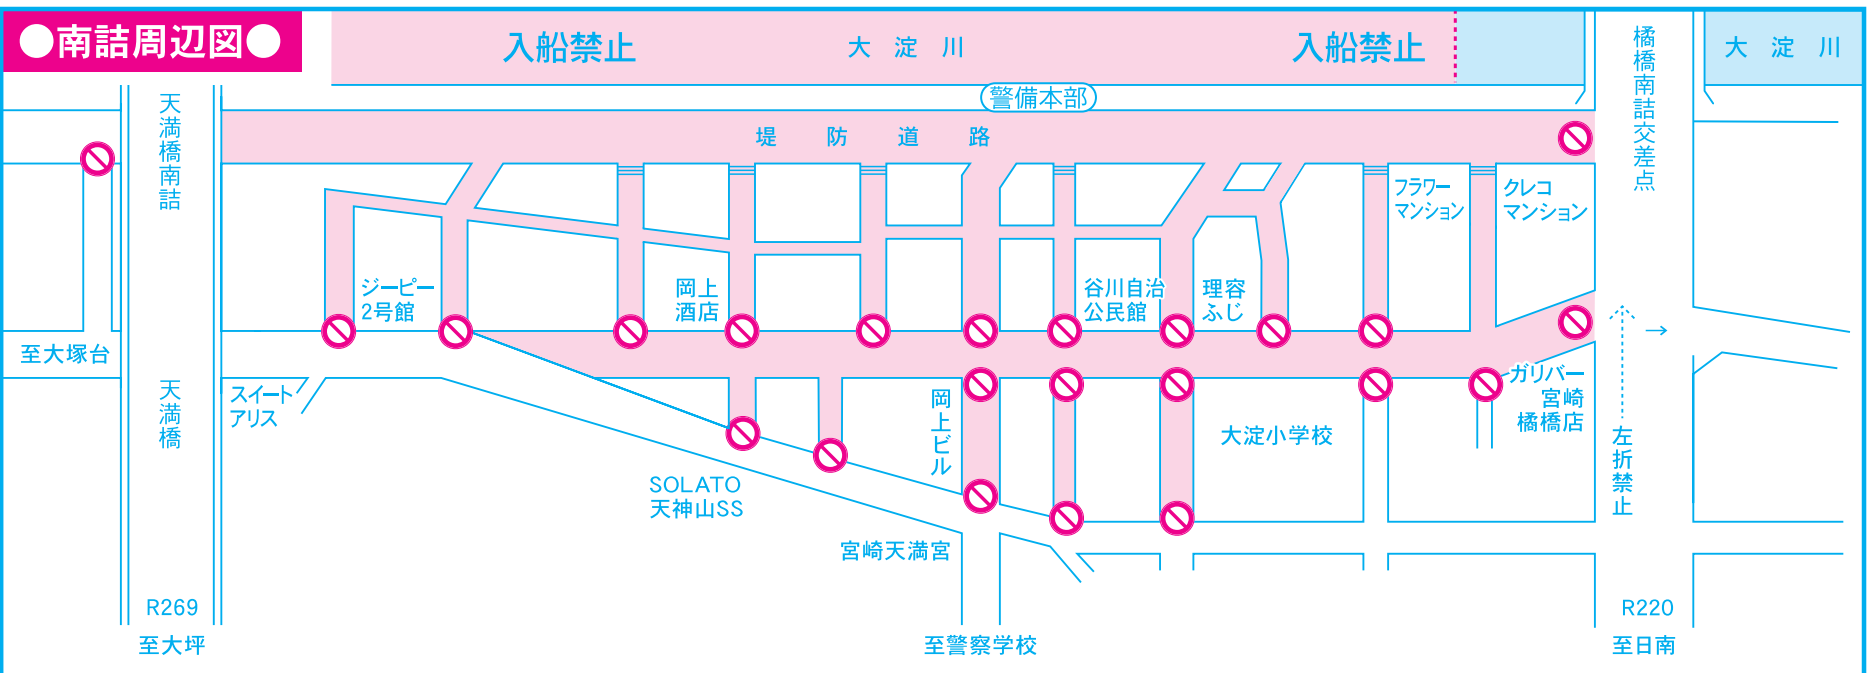 ●南詰周辺図●
入船禁止
大淀川
入船禁止
大淀川
橘橋南詰交差点
警備本部
天満橋南詰
堤防道路
フラワー
マンション
クレコ
マンション
ジーピー
2号館
岡上
酒店
谷川自治
公民館
理容
ふじ
至大塚台
天満橋
スイート
アリス
岡上ビル
大淀小学校
ガリバー
宮崎
橘橋店
左折禁止
→
SOLATO
天神山SS
宮崎天満宮
R269
至大坪
至警察学校
R220
至日南